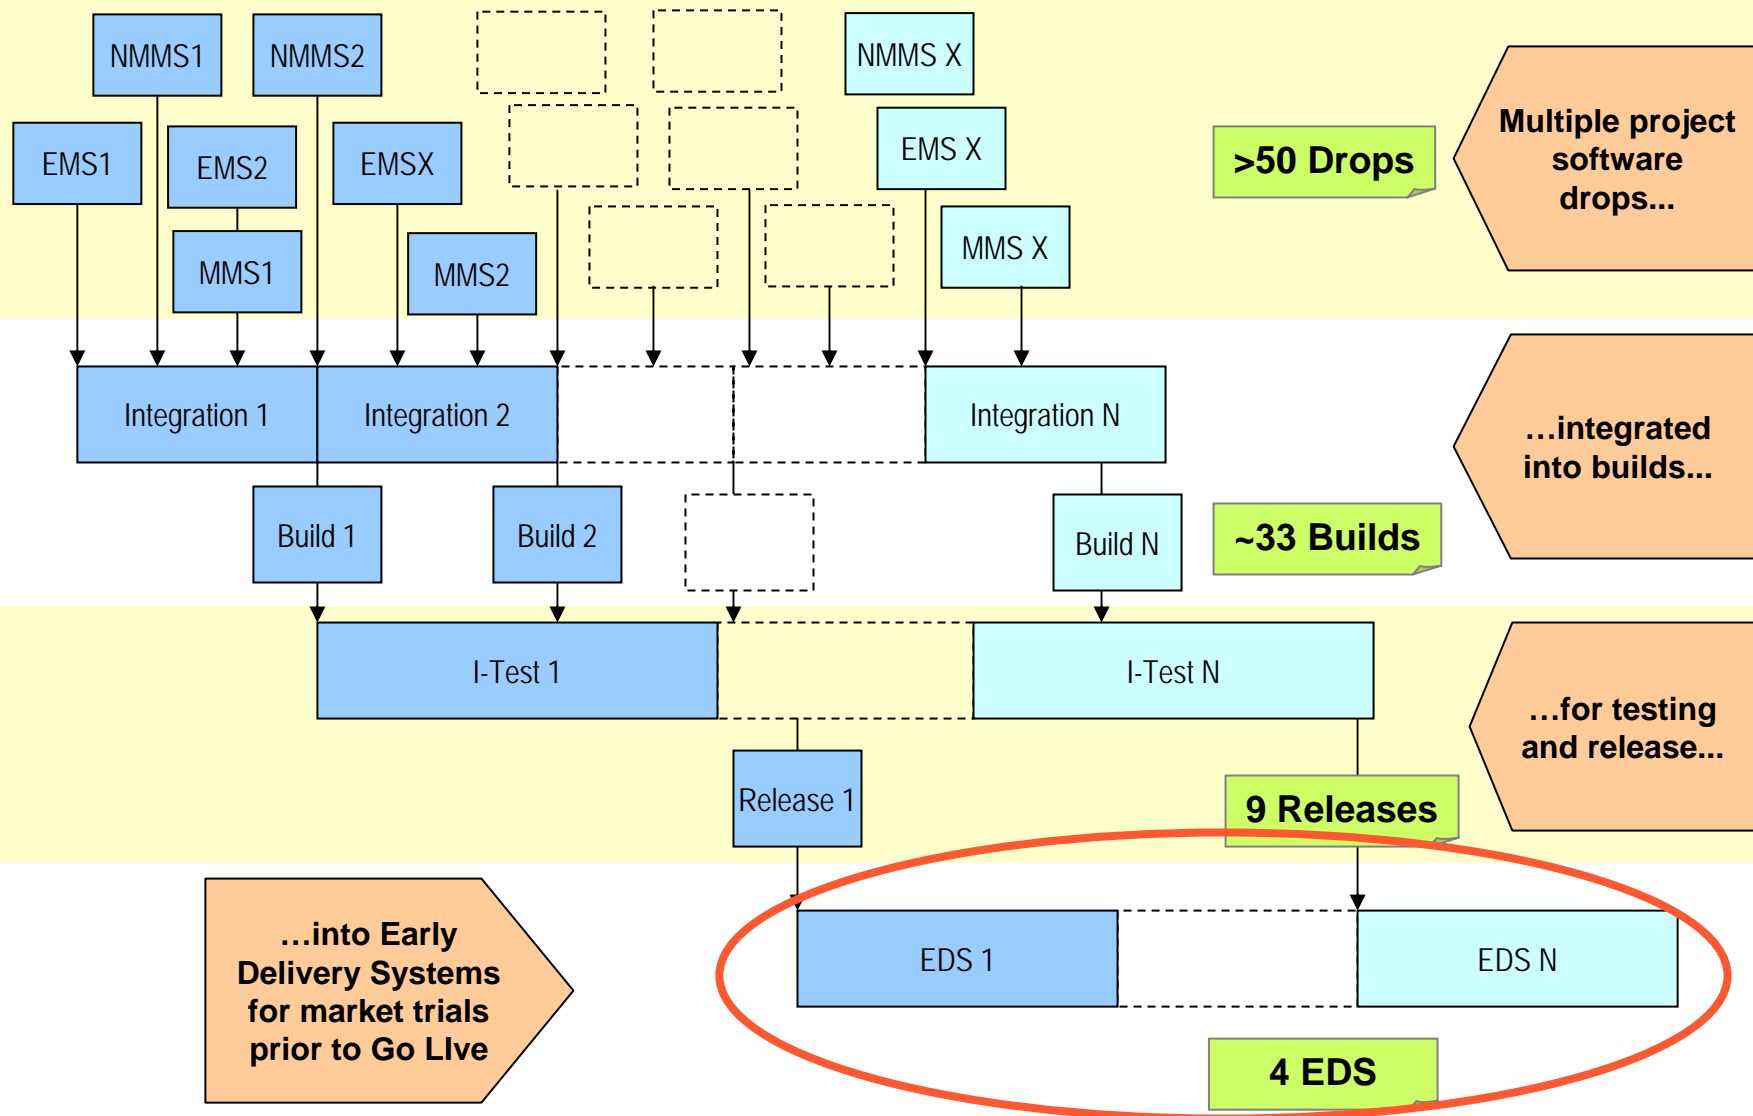 NMMS1
NMMS2
NMMS X
EMS1
EMS2
EMSX
EMS X
MMS1
MMS2
MMS X
>50 Drops
Multiple project
software
drops...
Integration 1
Integration 2
Integration N
…integrated
into builds...
Build 1
Build 2
Build N
~33 Builds
I-Test 1
I-Test N
…for testing
and release...
Release 1
9 Releases
…into Early
Delivery Systems
for market trials
prior to Go LIve
EDS 1
EDS N
4 EDS